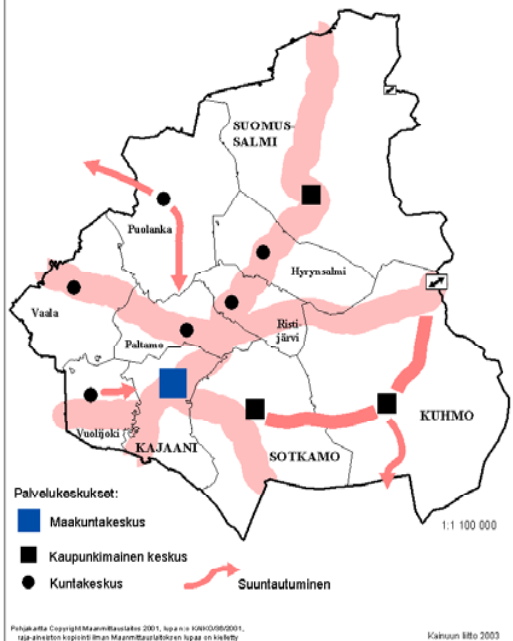 SUOMUS-
SALMI
Puolanka
Hyrynsalmi
Vaala
Risti-
järvi
Paltamo
KUHMO
Vuolijoki
KAJAANI
SOTKAMO
Palvelukeskukset:
1:1 100 000
Maakuntakeskus
Kaupunkimainen keskus
Kuntakeskus
Suuntautuminen
Pohjakartta Copyright Maanmittauslaitos 2001, lupa n:o KAIKO/98/2001,
raja-aineiston kopiointi ilman Maanmittauslaitoksen lupaa on kielletty
Kainuun liitto 2003